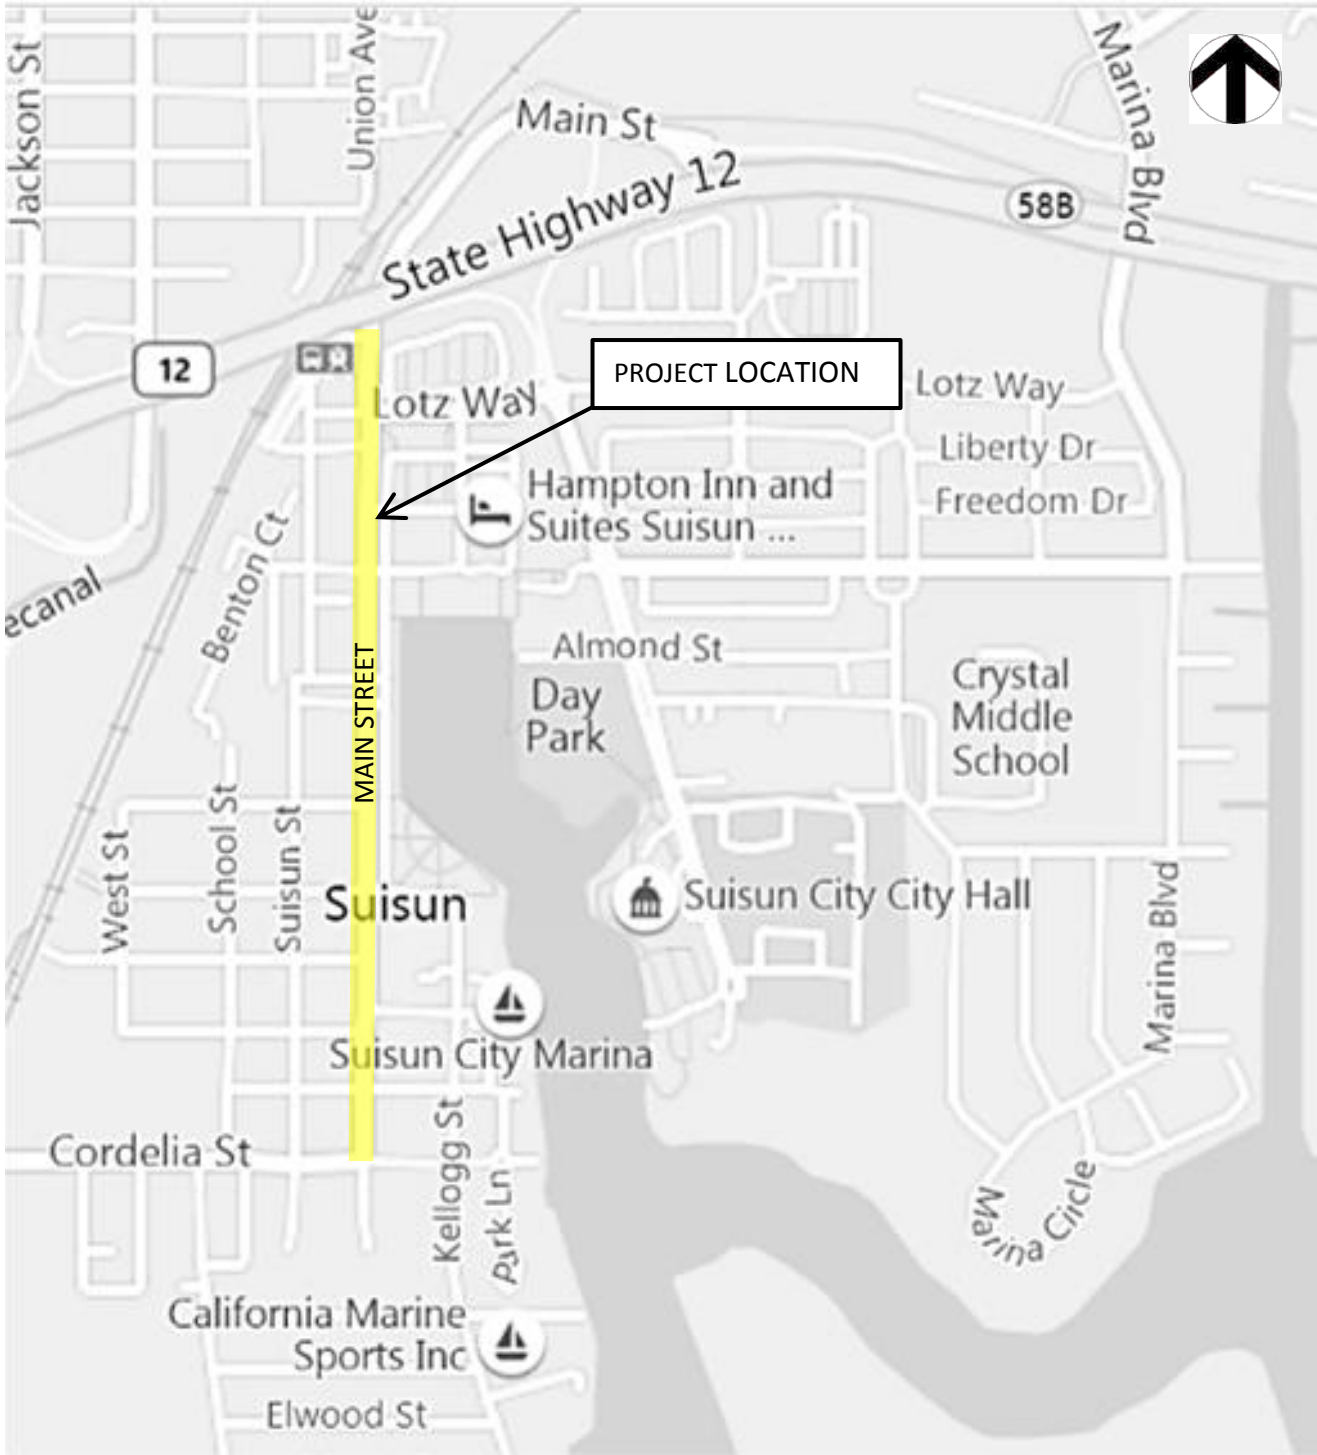 Jackson St
Union Ave
Main St
Marina Blvd
State Highway 12
58B
12
PROJECT LOCATION
Lotz Way
Lotz Way
Liberty Dr
Freedom Dr
Hampton Inn and
Suites Suisun ...
Benton Ct
ecanal
Almond St
MAIN STREET
Day
Park
Crystal
Middle
School
West St
School St
Suisun St
Suisun
Suisun City City Hall
Marina Blvd
Suisun City Marina
Cordelia St
Kellogg St
Park Ln
Marina Circle
California Marine
Sports Inc
Elwood St